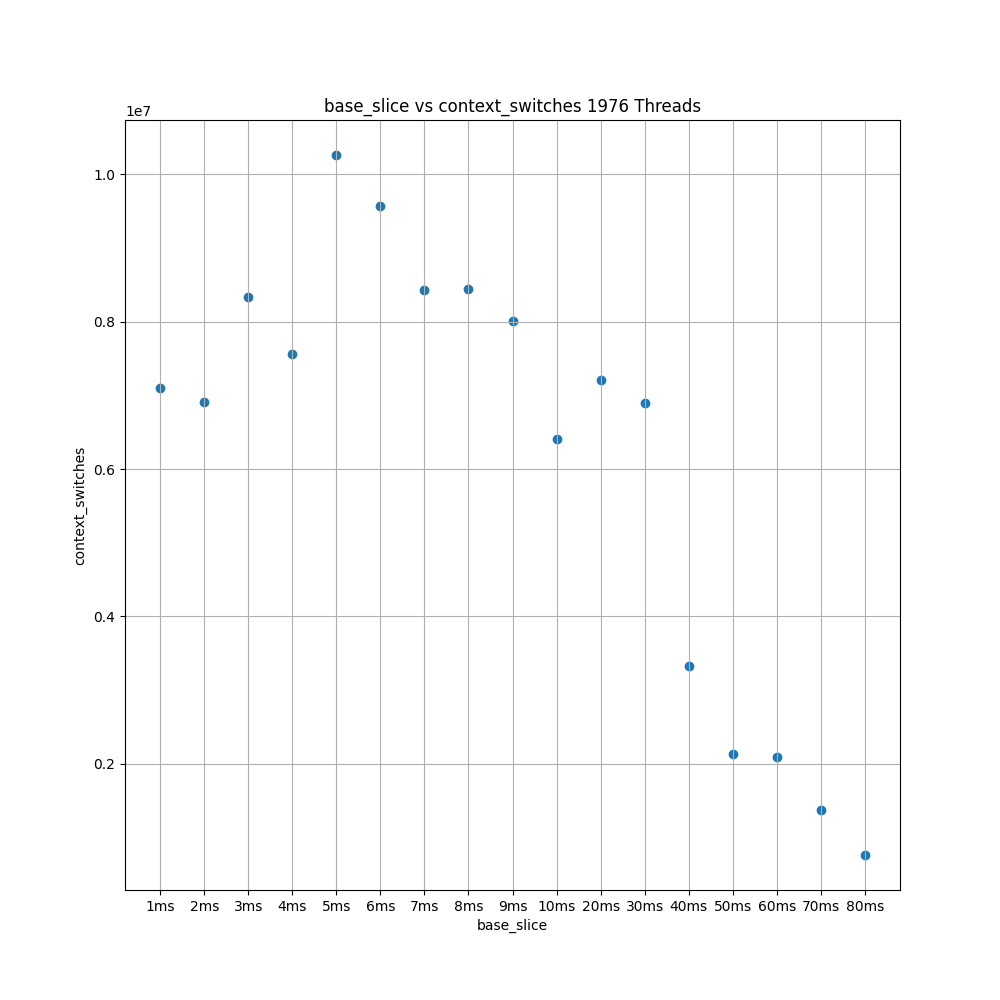 base_slice vs context_switches 1976 Threads
1e7
1.0
0.8
0.6
0.4
0.2
context_switches
1ms 2ms 3ms 4ms 5ms 6ms 7ms 8ms 9ms 10ms 20ms 30ms 40ms 50ms 60ms 70ms 80ms
base_slice